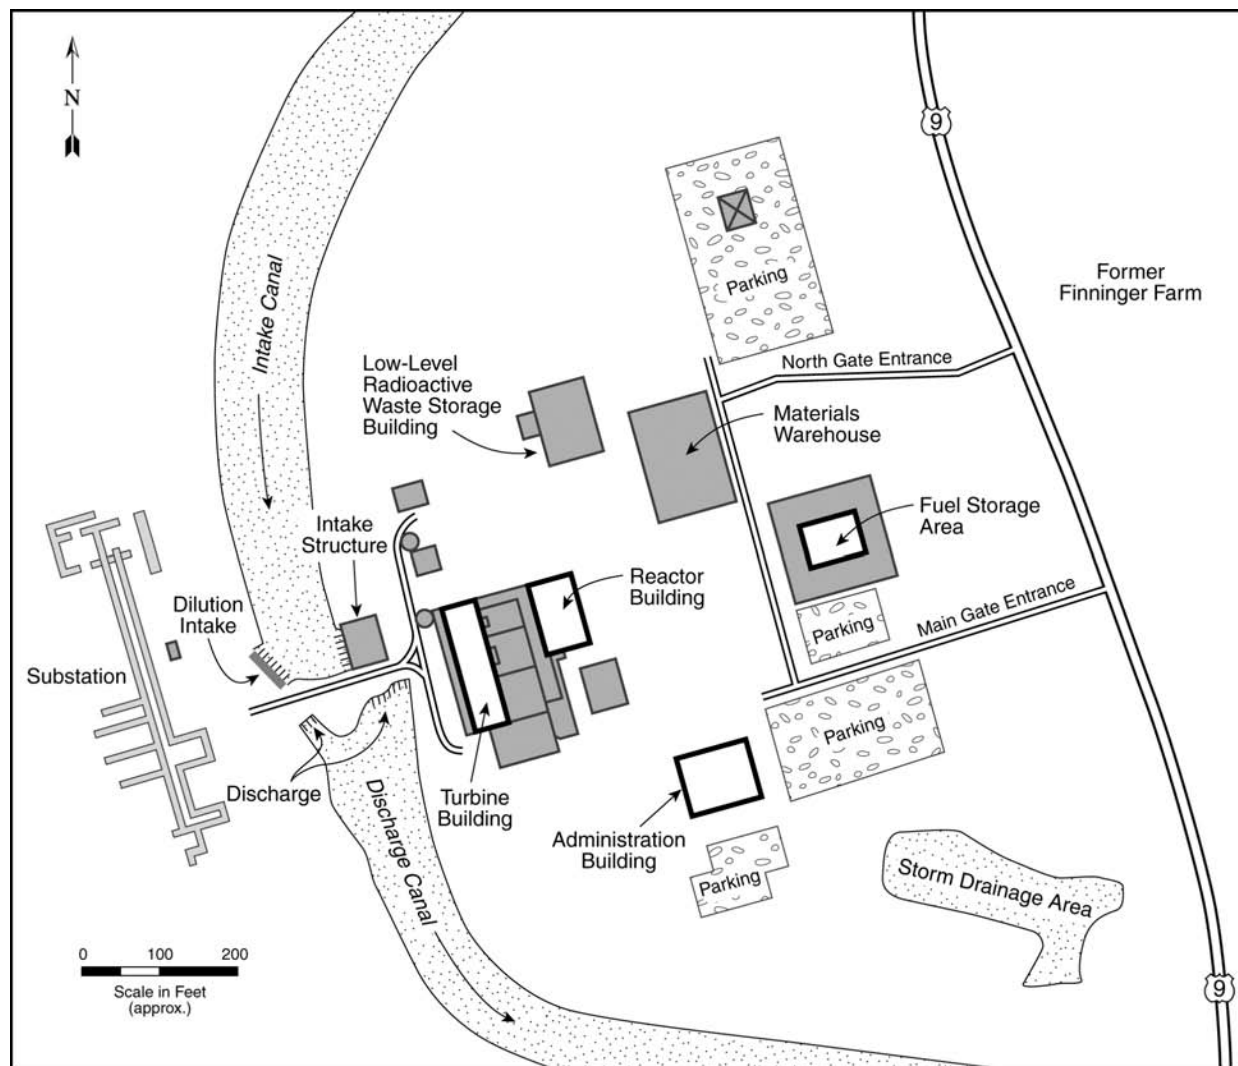 N
9
Former
Finninger Farm
Parking
Intake Canal
North Gate Entrance
Low-Level
Radioactive
Waste Storage
Building
Materials
Warehouse
Fuel Storage
Area
Intake
Structure
Reactor
Building
Dilution
Intake
Main Gate Entrance
Parking
Substation
Parking
Discharge
Turbine
Building
Discharge Canal
Administration
Building
Parking
Storm Drainage Area
0 100 200
Scale in Feet
(approx.)
9